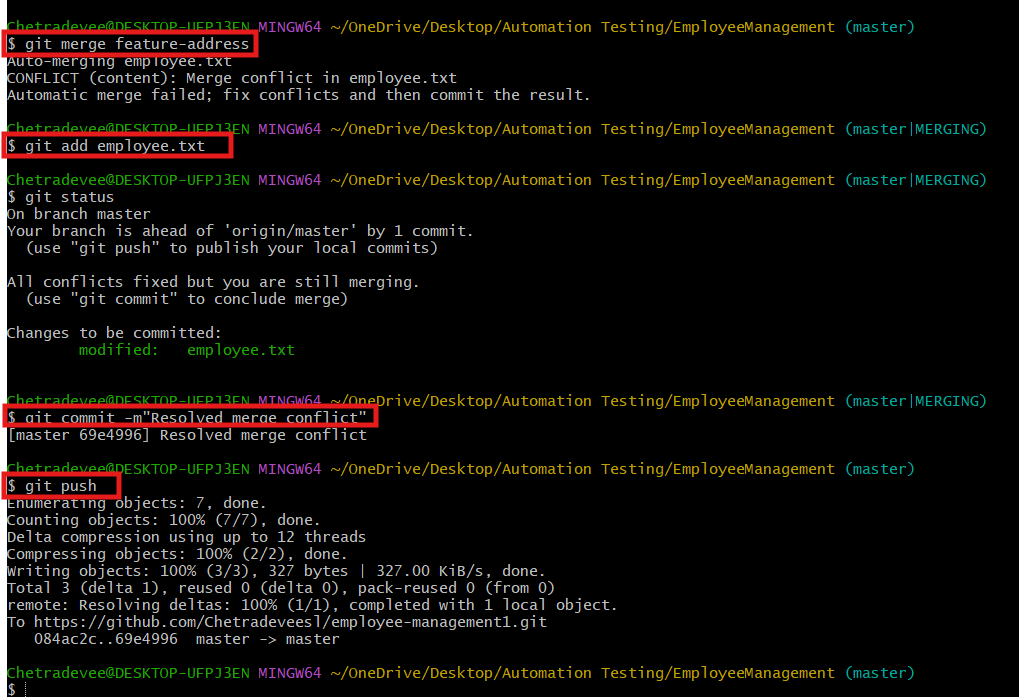 Chetradevee@DESKTOP-UFPJ3EN MINGW64 ~/OneDrive/Desktop/Automation Testing/EmployeeManagement (master)
$ git merge feature-address
Auto-merging employee.txt
CONFLICT (content): Merge conflict in employee.txt
Automatic merge failed; fix conflicts and then commit the result.
Chetradevee@DESKTOP-UFPJ3EN MINGW64 ~/OneDrive/Desktop/Automation Testing/EmployeeManagement (master|MERGING)
$ git add employee.txt
Chetradevee@DESKTOP-UFPJ3EN MINGW64 ~/OneDrive/Desktop/Automation Testing/EmployeeManagement (master|MERGING)
$ git status
On branch master
Your branch is ahead of 'origin/master' by 1 commit.
  (use "git push" to publish your local commits)
All conflicts fixed but you are still merging.
  (use "git commit" to conclude merge)
Changes to be committed:
        modified:   employee.txt
Chetradevee@DESKTOP-UFPJ3EN MINGW64 ~/OneDrive/Desktop/Automation Testing/EmployeeManagement (master|MERGING)
$ git commit -m"Resolved merge conflict"
[master 69e4996] Resolved merge conflict
Chetradevee@DESKTOP-UFPJ3EN MINGW64 ~/OneDrive/Desktop/Automation Testing/EmployeeManagement (master)
$ git push
Enumerating objects: 7, done.
Counting objects: 100% (7/7), done.
Delta compression using up to 12 threads
Compressing objects: 100% (2/2), done.
Writing objects: 100% (3/3), 327 bytes | 327.00 KiB/s, done.
Total 3 (delta 1), reused 0 (delta 0), pack-reused 0 (from 0)
remote: Resolving deltas: 100% (1/1), completed with 1 local object.
To https://github.com/Chetradeveesl/employee-management1.git
   084ac2c..69e4996  master -> master
Chetradevee@DESKTOP-UFPJ3EN MINGW64 ~/OneDrive/Desktop/Automation Testing/EmployeeManagement (master)
$